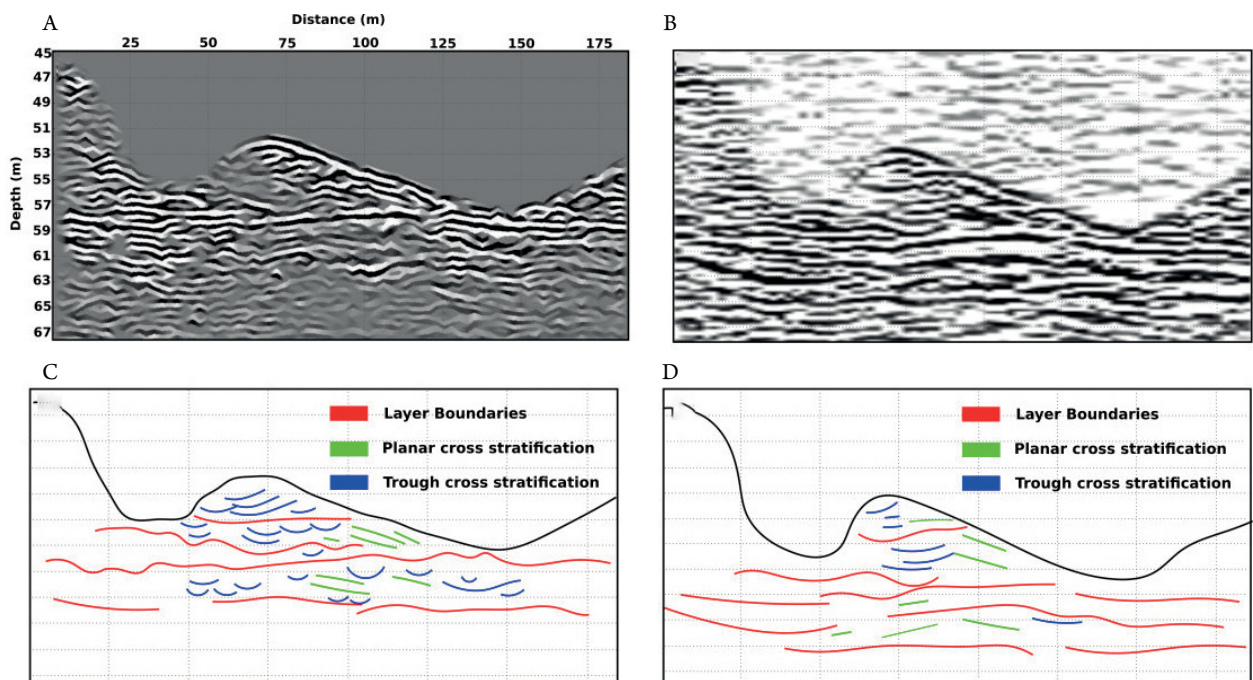 A
B
Distance (m)
25 50 75 100 125 150 175
Depth (m)
45
47
49
51
53
55
57
59
61
63
65
67
C
D
Layer Boundaries
Planar cross stratification
Trough cross stratification
Layer Boundaries
Planar cross stratification
Trough cross stratification